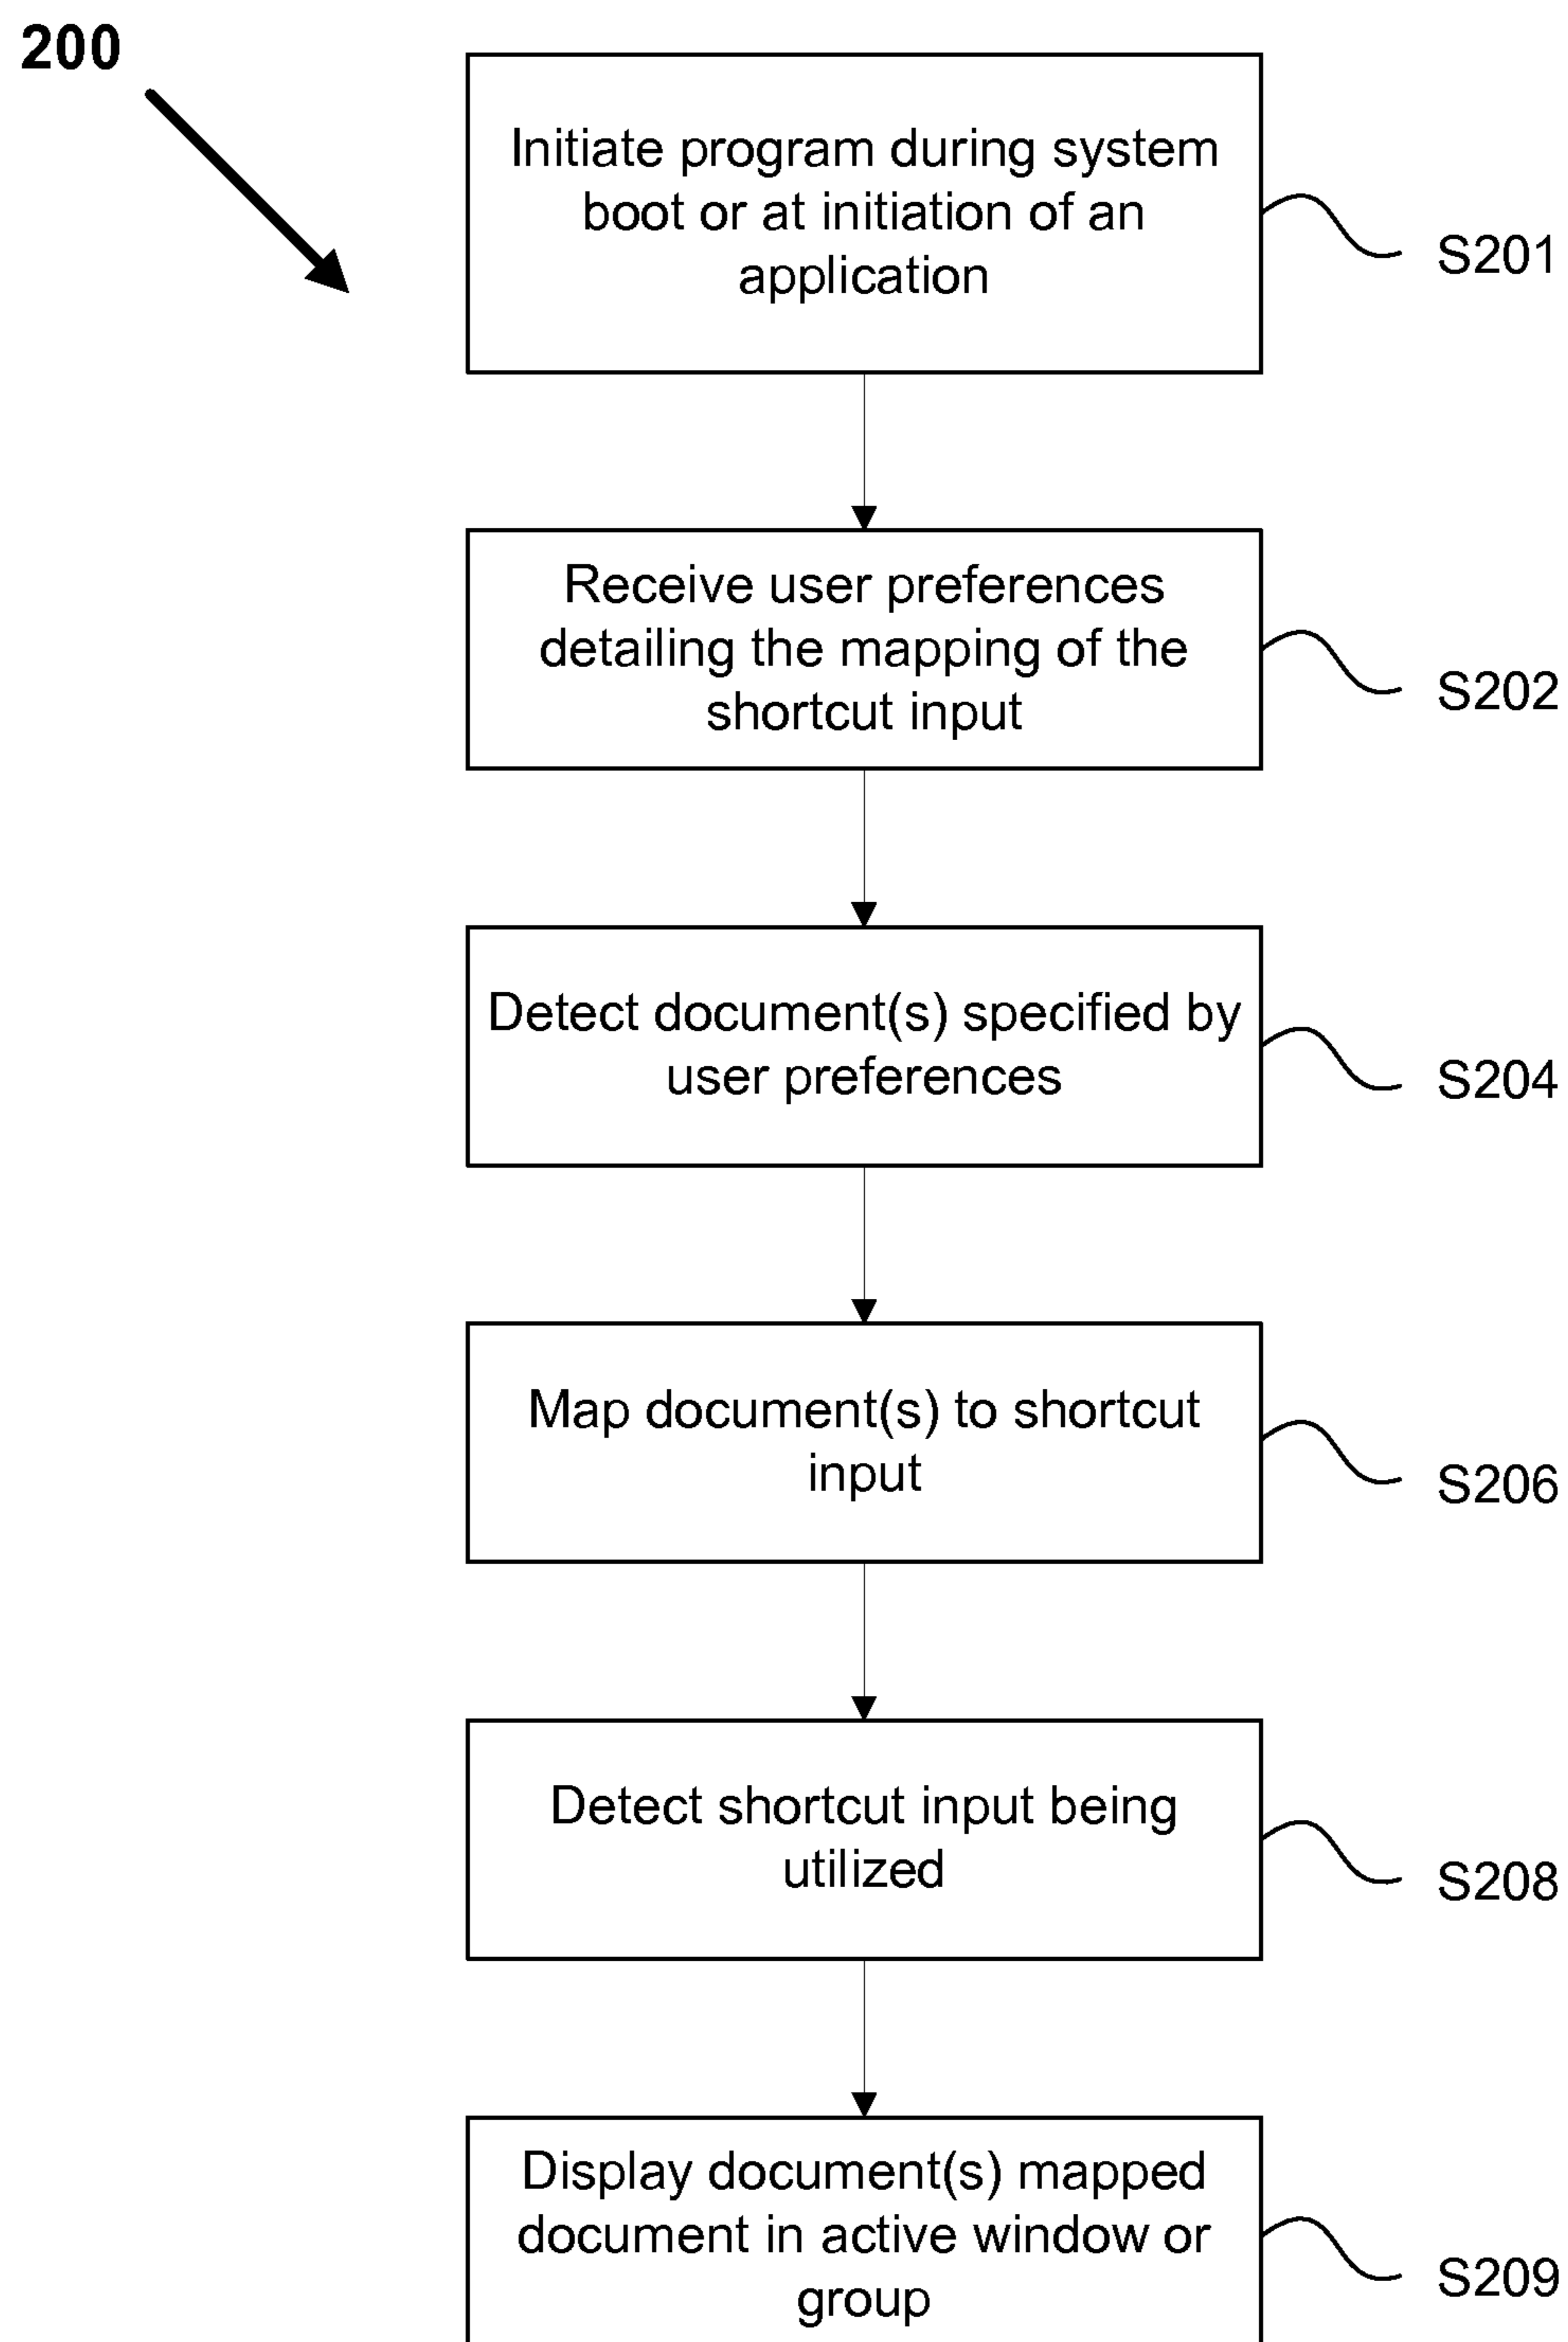 200
Initiate program during system
boot or at initiation of an
application
S201
Receive user preferences
detailing the mapping of the
shortcut input
S202
Detect document(s) specified by
user preferences
S204
Map document(s) to shortcut
input
S206
Detect shortcut input being
utilized
S208
Display document(s) mapped
document in active window or
group
S209